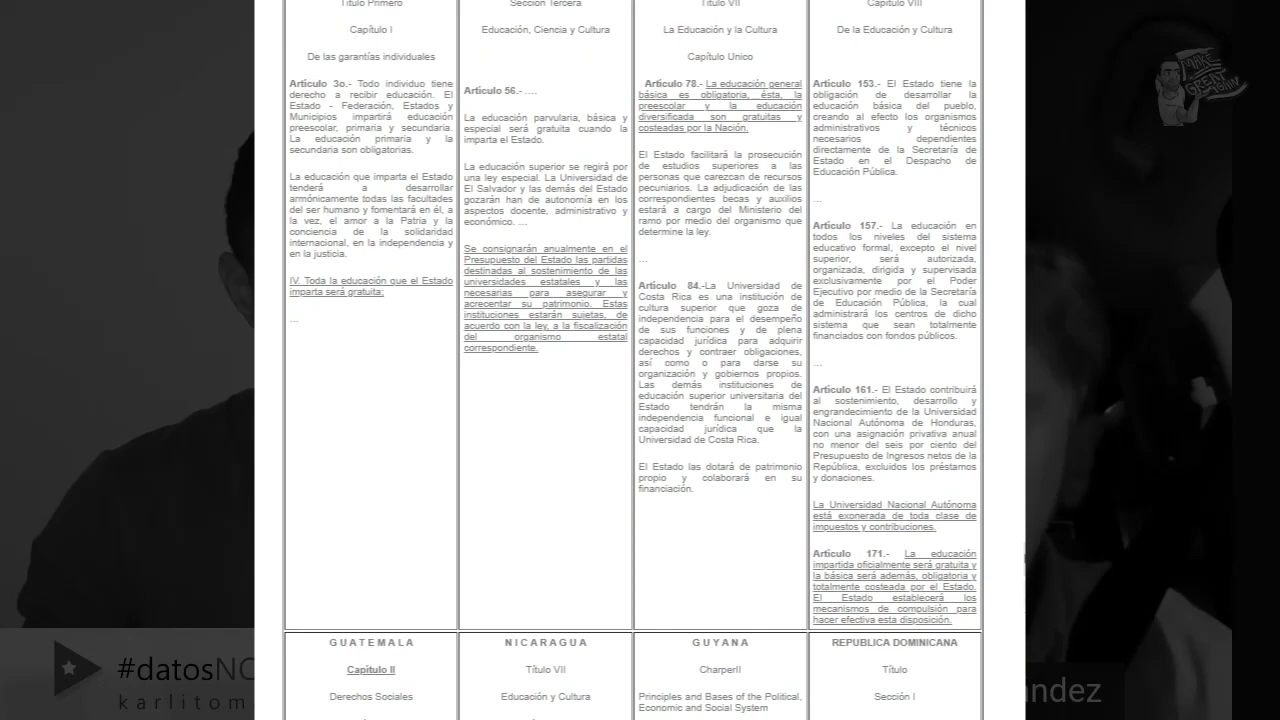 Título Primero
Capítulo I
De las garantías individuales
Artículo 3o.- Todo individuo tiene
derecho a recibir educación. El
Estado - Federación, Estados y
Municipios impartirá educación
preescolar, primaria y secundaria.
La educación primaria y la
secundaria son obligatorias.
La educación que imparta el Estado
tenderá a desarrollar
armónicamente todas las facultades
del ser humano y fomentará en él, a
la vez, el amor a la Patria y la
conciencia de la solidaridad
internacional, en la independencia y
en la justicia.
IV. Toda la educación que el Estado
imparta será gratuita;
...
Sección Tercera
Educación, Ciencia y Cultura
Artículo 56.- ....
La educación parvularia, básica y
especial será gratuita cuando la
imparta el Estado.
La educación superior se regirá por
una ley especial. La Universidad de
El Salvador y las demás del Estado
gozarán han de autonomía en los
aspectos docente, administrativo y
económico. ...
Se consignarán anualmente en el
Presupuesto del Estado las partidas
destinadas al sostenimiento de las
universidades estatales y las
necesarias para asegurar y
acrecentar su patrimonio. Estas
instituciones estarán sujetas, de
acuerdo con la ley, a la fiscalización
del organismo estatal
correspondiente.
Título VII
La Educación y la Cultura
Capítulo Unico
Artículo 78.- La educación general
básica es obligatoria, ésta, la
preescolar y la educación
diversificada son gratuitas y
costeadas por la Nación.
El Estado facilitará la prosecución
de estudios superiores a las
personas que carezcan de recursos
pecuniarios. La adjudicación de las
correspondientes becas y auxilios
estará a cargo del Ministerio del
ramo por medio del organismo que
determine la ley.
...
Artículo 84.-La Universidad de
Costa Rica es una institución de
cultura superior que goza de
independencia para el desempeño
de sus funciones y de plena
capacidad jurídica para adquirir
derechos y contraer obligaciones,
así como o para darse su
organización y gobiernos propios.
Las demás instituciones de
educación superior universitaria del
Estado tendrán la misma
independencia funcional e igual
capacidad jurídica que la
Universidad de Costa Rica.
El Estado las dotará de patrimonio
propio y colaborará en su
financiación.
Capítulo VIII
De la Educación y Cultura
Artículo 153.- El Estado tiene la
obligación de desarrollar la
educación básica del pueblo,
creando al efecto los organismos
administrativos y técnicos
necesarios dependientes
directamente de la Secretaría de
Estado en el Despacho de
Educación Pública.
...
Artículo 157.- La educación en
todos los niveles del sistema
educativo formal, excepto el nivel
superior, será autorizada,
organizada, dirigida y supervisada
exclusivamente por el Poder
Ejecutivo por medio de la Secretaría
de Educación Pública, la cual
administrará los centros de dicho
sistema que sean totalmente
financiados con fondos públicos.
...
Artículo 161.- El Estado contribuirá
al sostenimiento, desarrollo y
engrandecimiento de la Universidad
Nacional Autónoma de Honduras,
con una asignación privativa anual
no menor del seis por ciento del
Presupuesto de Ingresos netos de la
República, excluidos los préstamos
y donaciones.
La Universidad Nacional Autónoma
está exonerada de toda clase de
impuestos y contribuciones.
Artículo 171.- La educación
impartida oficialmente será gratuita y
la básica será además, obligatoria y
totalmente costeada por el Estado.
El Estado establecerá los
mecanismos de compulsión para
hacer efectiva esta disposición.
GUATEMALA
Capítulo II
Derechos Sociales
NICARAGUA
Título VII
Educación y Cultura
GUYANA
CharperII
Principles and Bases of the Political,
Economic and Social System
REPUBLICA DOMINICANA
Título
Sección I
MAKE
GREAT
AGAIN
#datosNO
karlitom
ndez